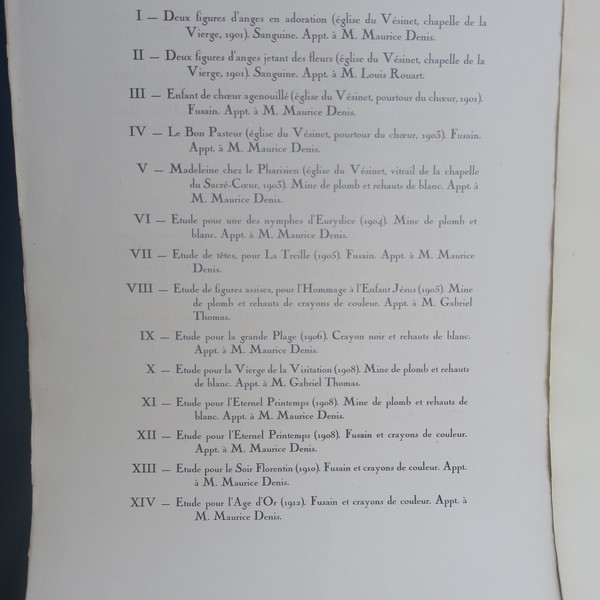 I — Deux figures d'anges en adoration (église du Vésinet, chapelle de la
Vierge, 1901). Sanguine. Appt. à M. Maurice Denis.
II — Deux figures d'anges jetant des fleurs (église du Vésinet, chapelle de la
Vierge, 1901). Sanguine. Appt. à M. Louis Rouart.
III — Enfant de chœur agenouillé (église du Vésinet, pourtour du chœur, 1901).
Fusain. Appt. à M. Maurice Denis.
IV — Le Bon Pasteur (église du Vésinet, pourtour du chœur, 1903). Fusain.
Appt. à M. Maurice Denis.
V — Madeleine chez le Pharisien (église du Vésinet, vitrail de la chapelle
du Sacré-Cœur, 1903). Mine de plomb et rehauts de blanc. Appt. à
M. Maurice Denis.
VI — Etude pour une des nymphes d'Eurydice (1904). Mine de plomb et
blanc. Appt. à M. Maurice Denis.
VII — Etude de têtes, pour La Treille (1905). Fusain. Appt. à M. Maurice
Denis.
VIII — Etude de figures assises, pour l'Hommage à l'Enfant Jésus (1905). Mine
de plomb et rehauts de crayons de couleur. Appt. à M. Gabriel
Thomas.
IX — Etude pour la grande Plage (1906). Crayon noir et rehauts de blanc.
Appt. à M. Maurice Denis.
X — Etude pour la Vierge de la Visitation (1908). Mine de plomb et rehauts
de blanc. Appt. à M. Gabriel Thomas.
XI — Etude pour l'Eternel Printemps (1908). Mine de plomb et rehauts de
blanc. Appt. à M. Maurice Denis.
XII — Etude pour l'Eternel Printemps (1908). Fusain et crayons de couleur.
Appt. à M. Maurice Denis.
XIII — Etude pour le Soir Florentin (1910). Fusain et crayons de couleur. Appt.
à M. Maurice Denis.
XIV — Etude pour l'Age d'Or (1912). Fusain et crayons de couleur. Appt. à
M. Maurice Denis.